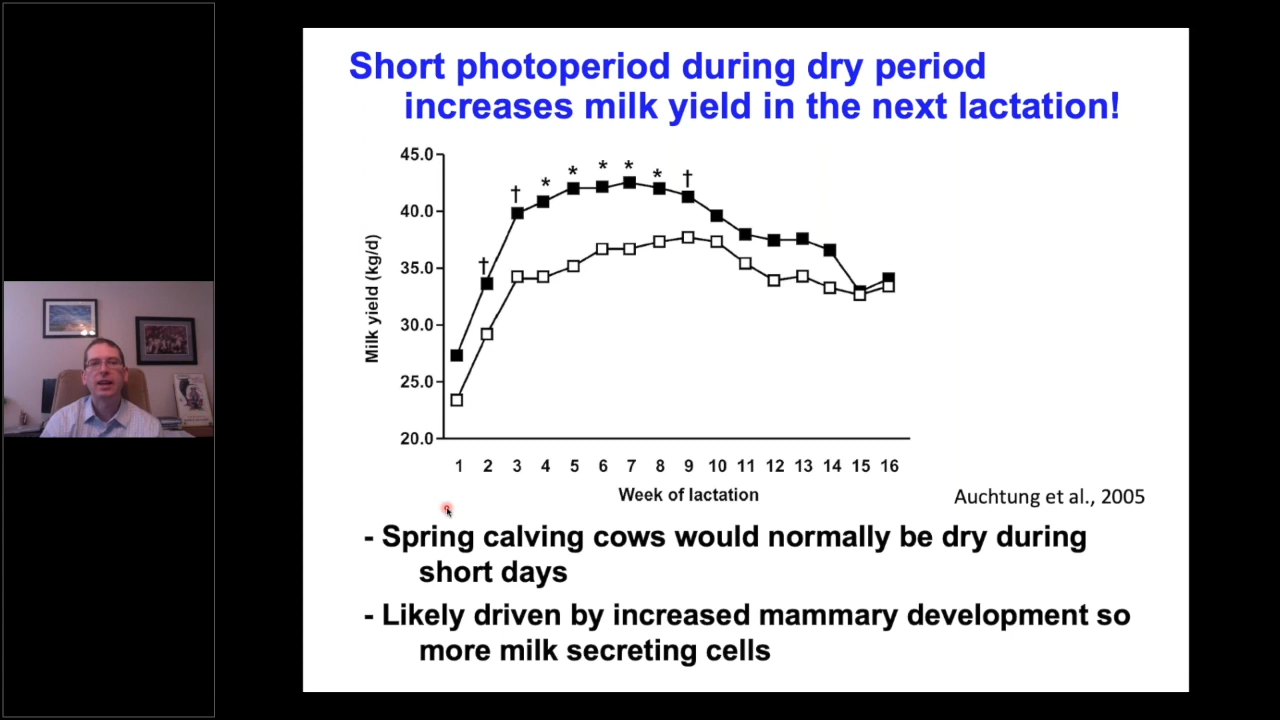 Short photoperiod during dry period
increases milk yield in the next lactation!
45.0
40.0
35.0
30.0
25.0
20.0
Milk yield (kg/d)
† † * * * * * †
1 2 3 4 5 6 7 8 9 10 11 12 13 14 15 16
Week of lactation
Auchtung et al., 2005
- Spring calving cows would normally be dry during
short days
- Likely driven by increased mammary development so
more milk secreting cells